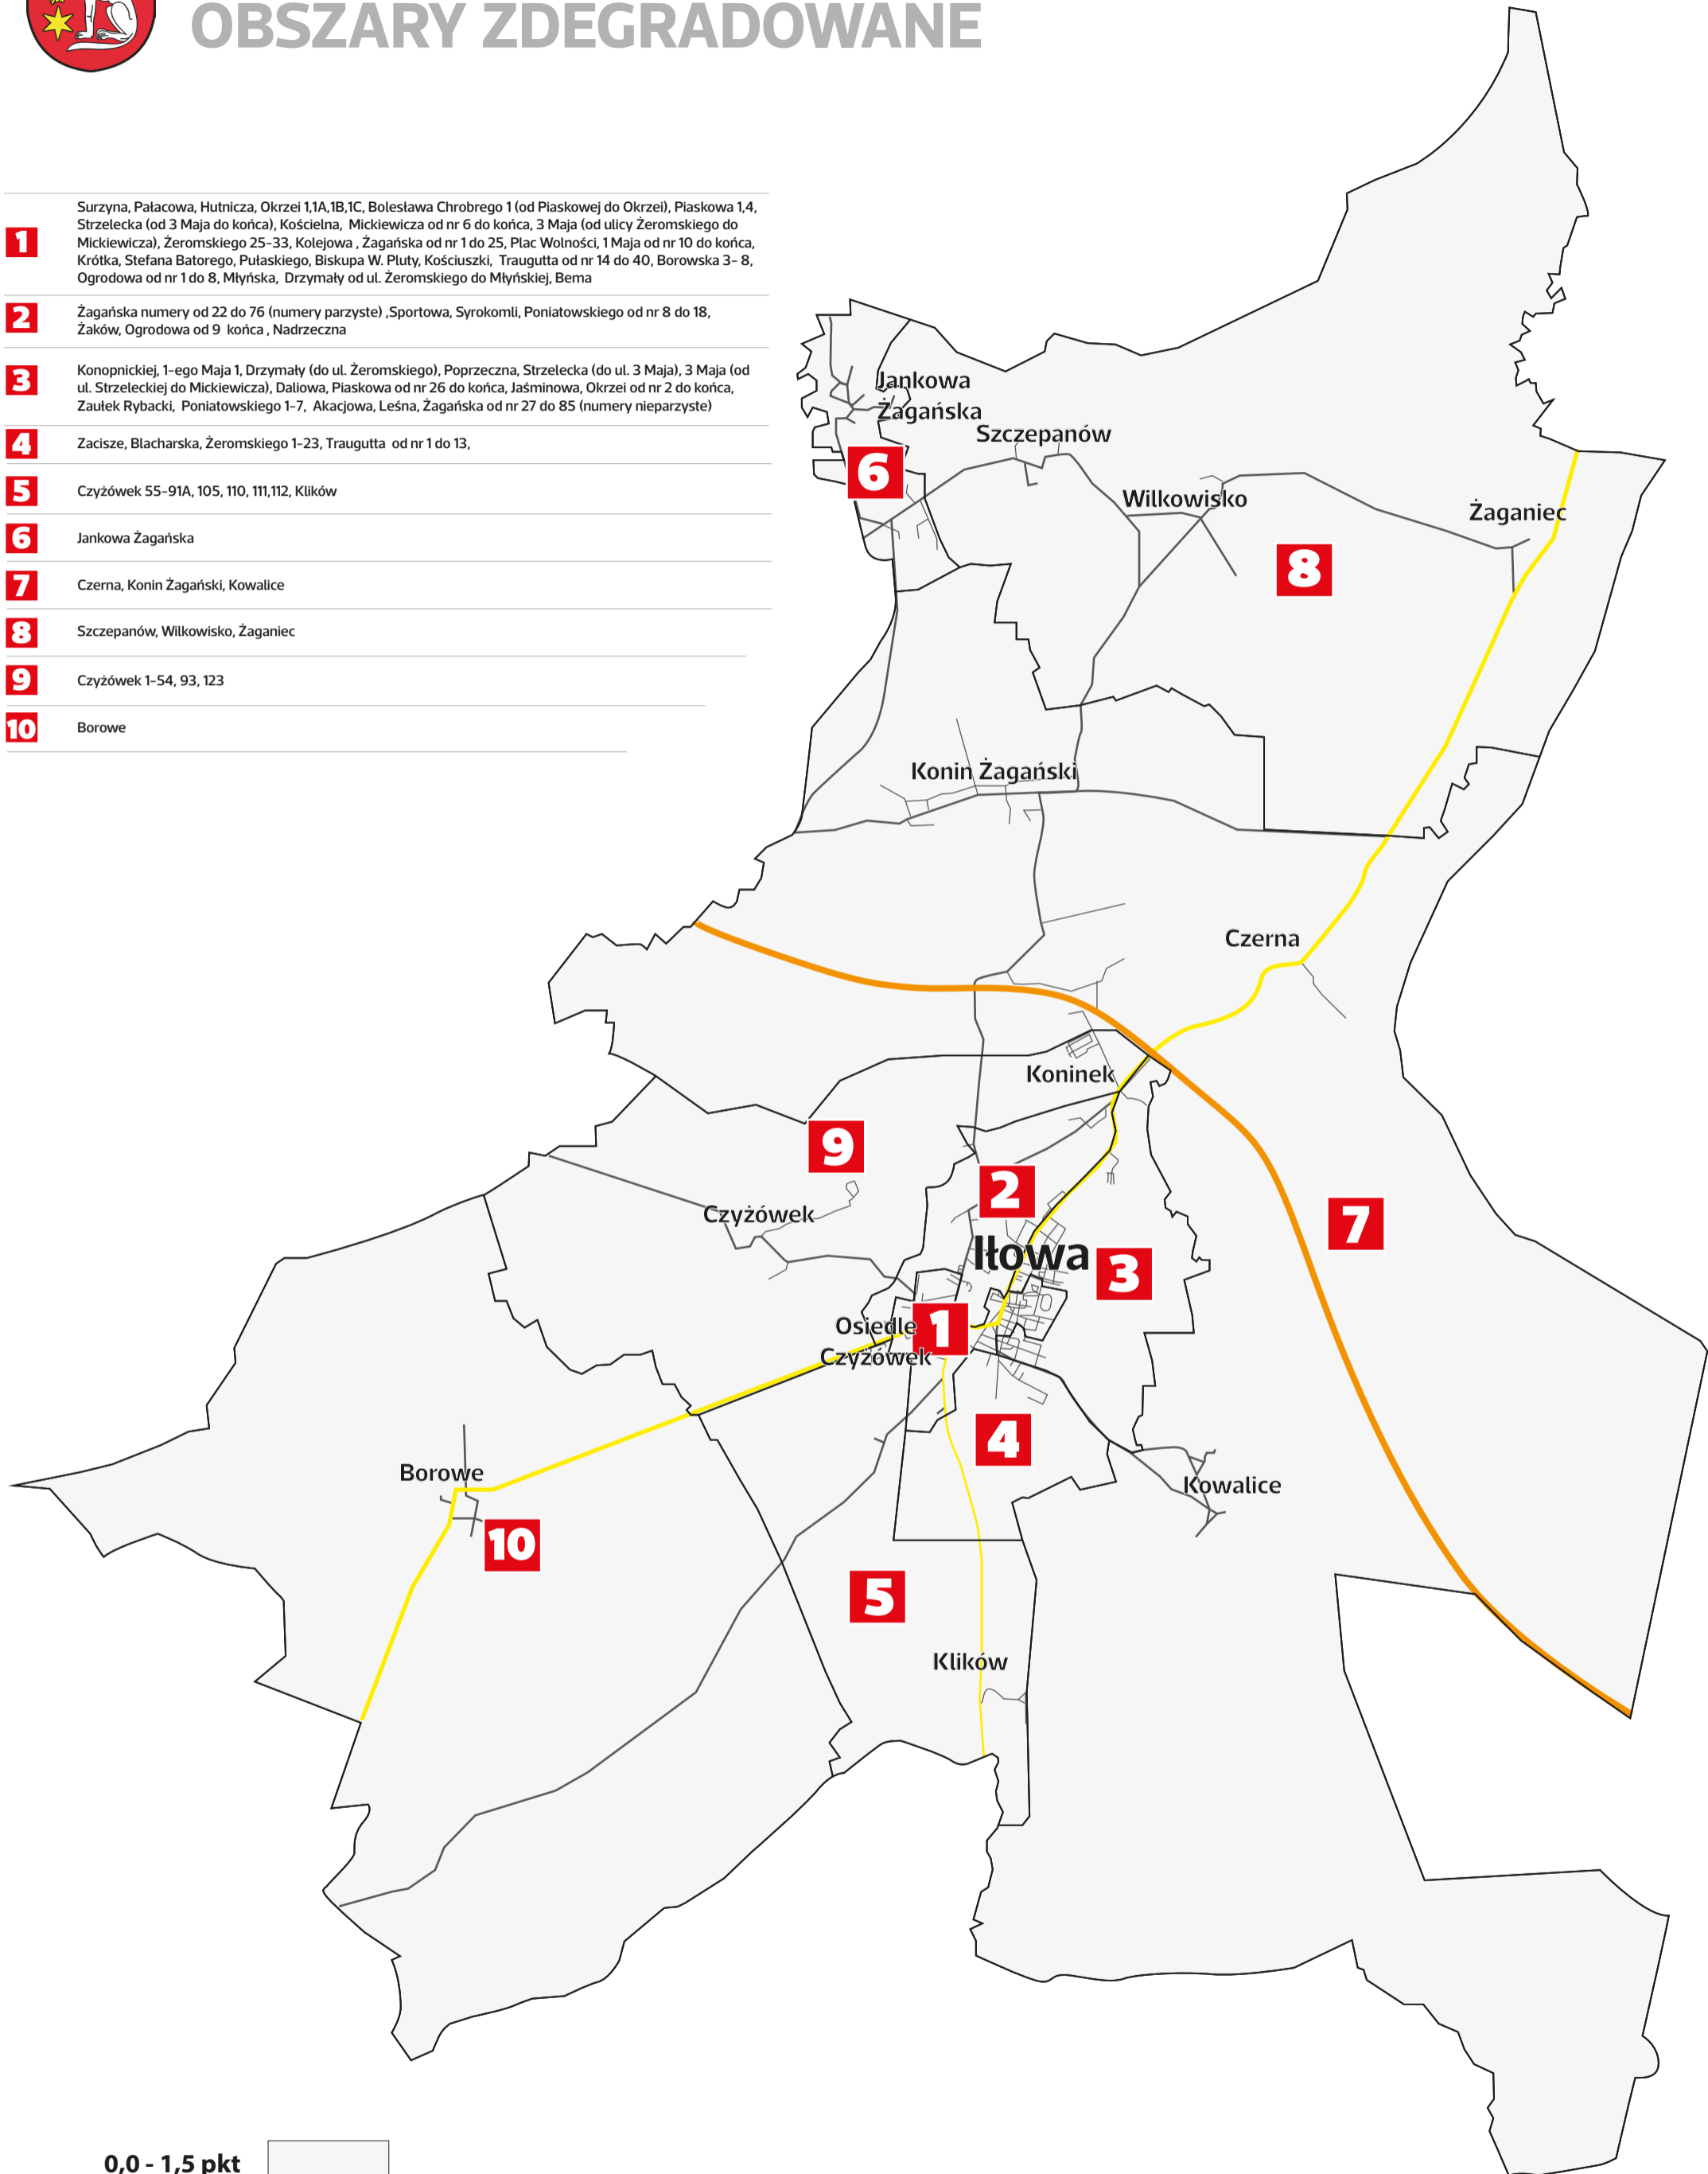 OBSZARY ZDEGRADOWANE
1
Surzyna, Pałacowa, Hutnicza, Okrzei 1,1A,1B,1C, Bolesława Chrobrego 1 (od Piaskowej do Okrzei), Piaskowa 1,4,
Strzelecka (od 3 Maja do końca), Kościelna, Mickiewicza od nr 6 do końca, 3 Maja (od ulicy Żeromskiego do
Mickiewicza), Żeromskiego 25-33, Kolejowa , Żagańska od nr 1 do 25, Plac Wolności, 1 Maja od nr 10 do końca,
Krótka, Stefana Batorego, Pułaskiego, Biskupa W. Pluty, Kościuszki, Traugutta od nr 14 do 40, Borowska 3- 8,
Ogrodowa od nr 1 do 8, Młyńska, Drzymały od ul. Żeromskiego do Młyńskiej, Bema
2
Żagańska numery od 22 do 76 (numery parzyste) ,Sportowa, Syrokomli, Poniatowskiego od nr 8 do 18,
Żaków, Ogrodowa od 9 końca , Nadrzeczna
3
Konopnickiej, 1-ego Maja 1, Drzymały (do ul. Żeromskiego), Poprzeczna, Strzelecka (do ul. 3 Maja), 3 Maja (od
ul. Strzeleckiej do Mickiewicza), Daliowa, Piaskowa od nr 26 do końca, Jaśminowa, Okrzei od nr 2 do końca,
Zaułek Rybacki, Poniatowskiego 1-7, Akacjowa, Leśna, Żagańska od nr 27 do 85 (numery nieparzyste)
4
Zacisze, Blacharska, Żeromskiego 1-23, Traugutta od nr 1 do 13,
5
Czyżówek 55-91A, 105, 110, 111,112, Klików
6
Jankowa Żagańska
7
Czerna, Konin Żagański, Kowalice
8
Szczepanów, Wilkowisko, Żaganiec
9
Czyżówek 1-54, 93, 123
10
Borowe
Jankowa
Żagańska
Szczepanów
6
Wilkowisko
Żaganiec
8
Konin Żagański
Czerna
Koninek
9
2
Czyżówek
7
Iłowa
3
Osiedle
Czyżówek
1
4
Borowe
Kowalice
10
5
Klików
0,0 - 1,5 pkt